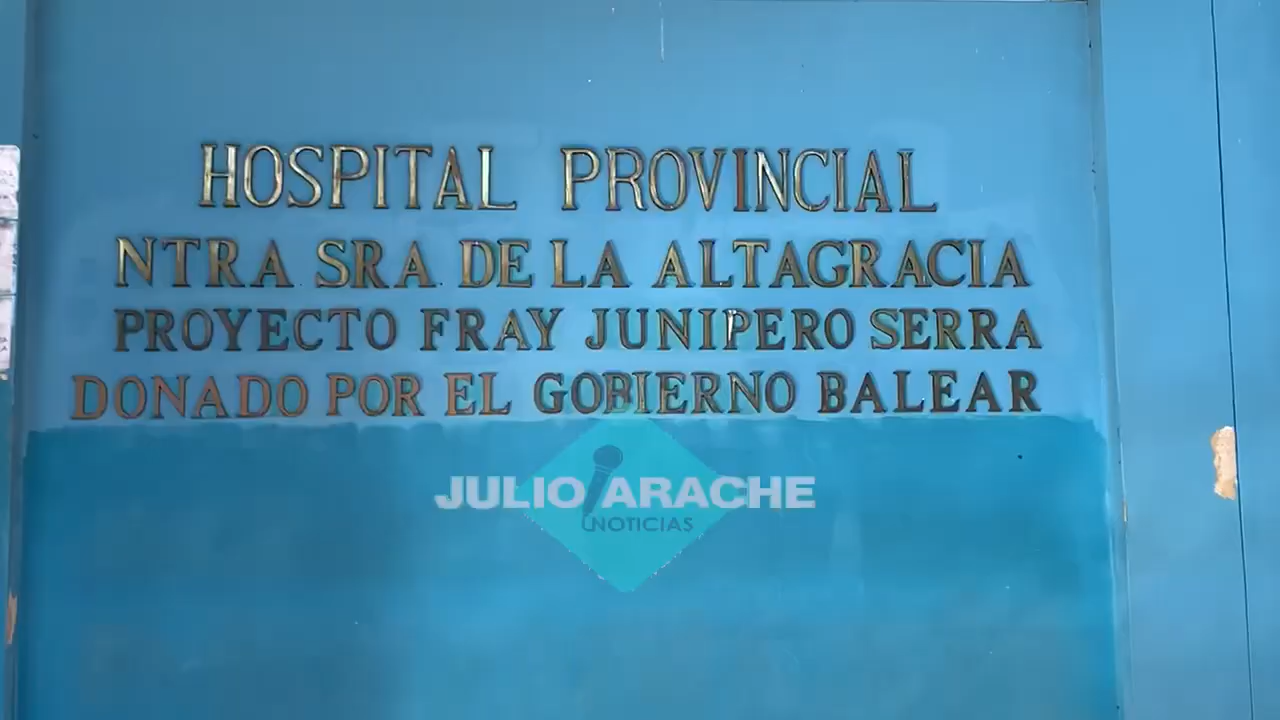 HOSPITAL PROVINCIAL
NTRA SRA DE LA ALTAGRACIA
PROYECTO FRAY JUNIPERO SERRA
DONADO POR EL GOBIERNO BALEAR
JULIO ARACHE
NOTICIAS